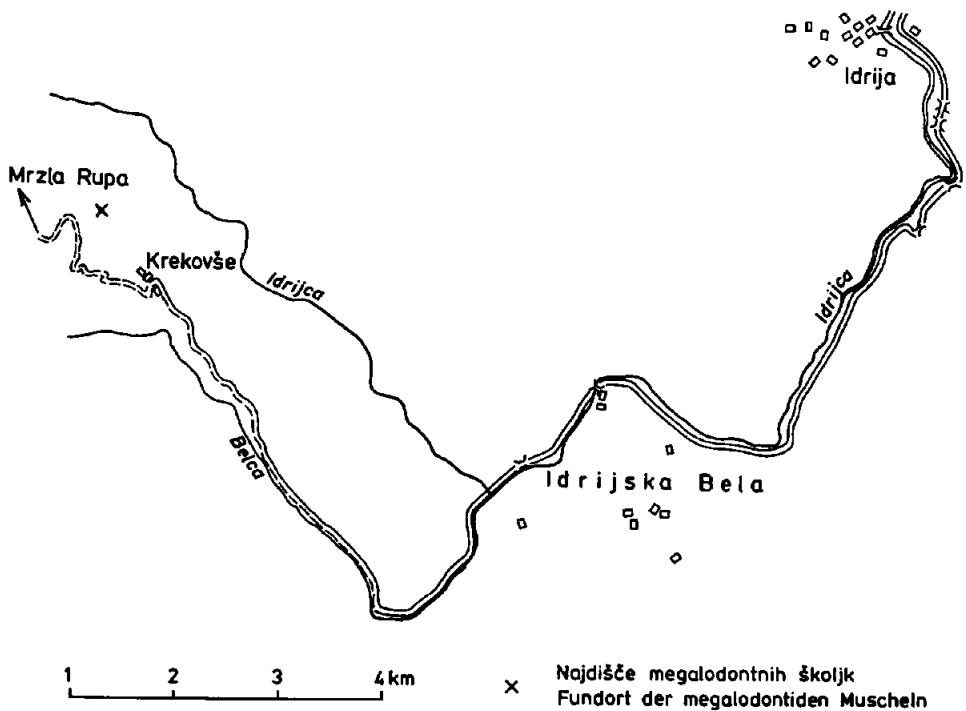 Idrija
Mrzla Rupa
Krekovše
Idrijca
Idrijca
Belca
Idrijska Bela
1 2 3 4 km
Najdišče megalodontnih školjk
Fundort der megalodontiden Muscheln